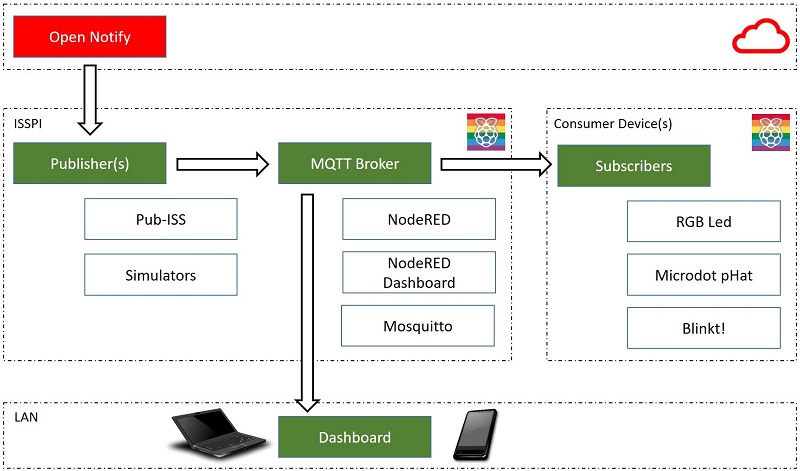 Open Notify
ISSPI
Consumer Device(s)
Publisher(s)
MQTT Broker
Subscribers
Pub-ISS
Simulators
NodeRED
NodeRED
Dashboard
Mosquitto
RGB Led
Microdot pHat
Blinkt!
LAN
Dashboard